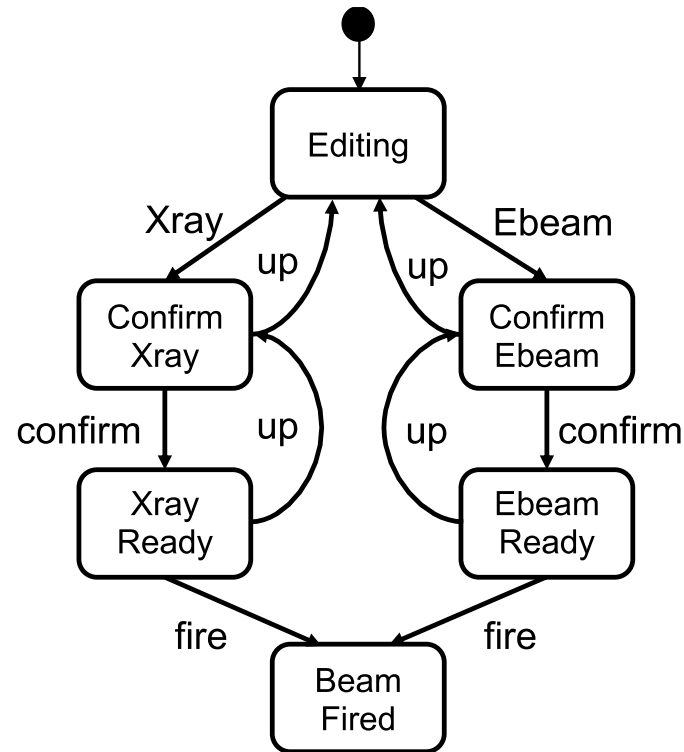 Editing
Xray
Ebeam
up
up
Confirm
Xray
Confirm
Ebeam
confirm
up
up
confirm
Xray
Ready
Ebeam
Ready
fire
fire
Beam
Fired